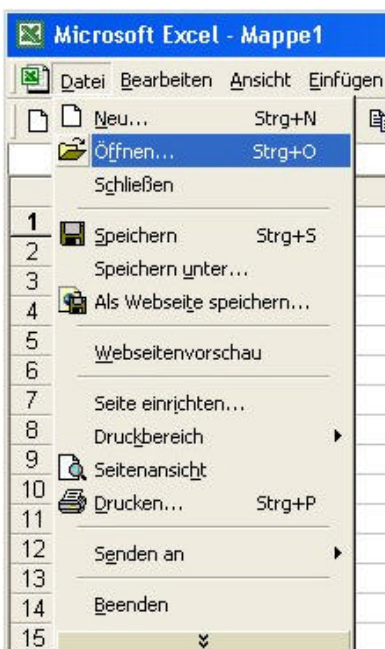 Microsoft Excel - Mappe1
Datei Bearbeiten Ansicht Einfügen
Neu... Strg+N
Öffnen... Strg+O
Schließen
1
Speichern Strg+S
2
Speichern unter...
3
Als Webseite speichern...
4
5
Webseitenvorschau
6
7
Seite einrichten...
8
Druckbereich
9
Seitenansicht
10
Drucken... Strg+P
11
12
Senden an
13
14
Beenden
15